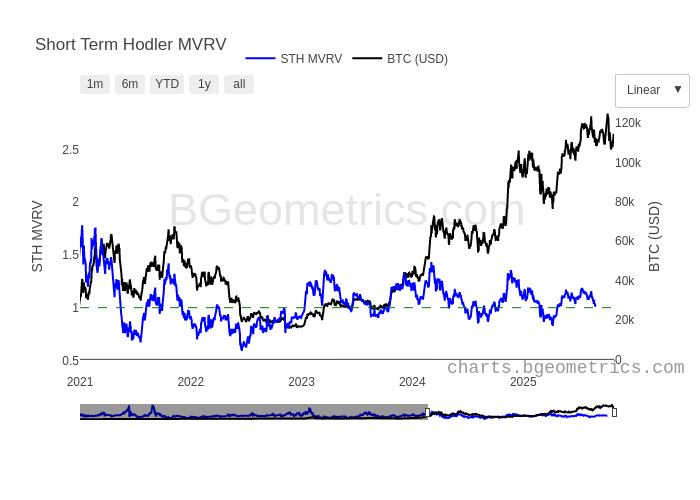 Short Term Hodler MVRV
STH MVRV BTC (USD)
1m 6m YTD 1y all
Linear ▼
2.5
2
1.5
1
0.5
STH MVRV
120k
100k
80k
60k
40k
20k
0
BTC (USD)
BGeometrics.com
charts.bgeometrics.com
2021 2022 2023 2024 2025